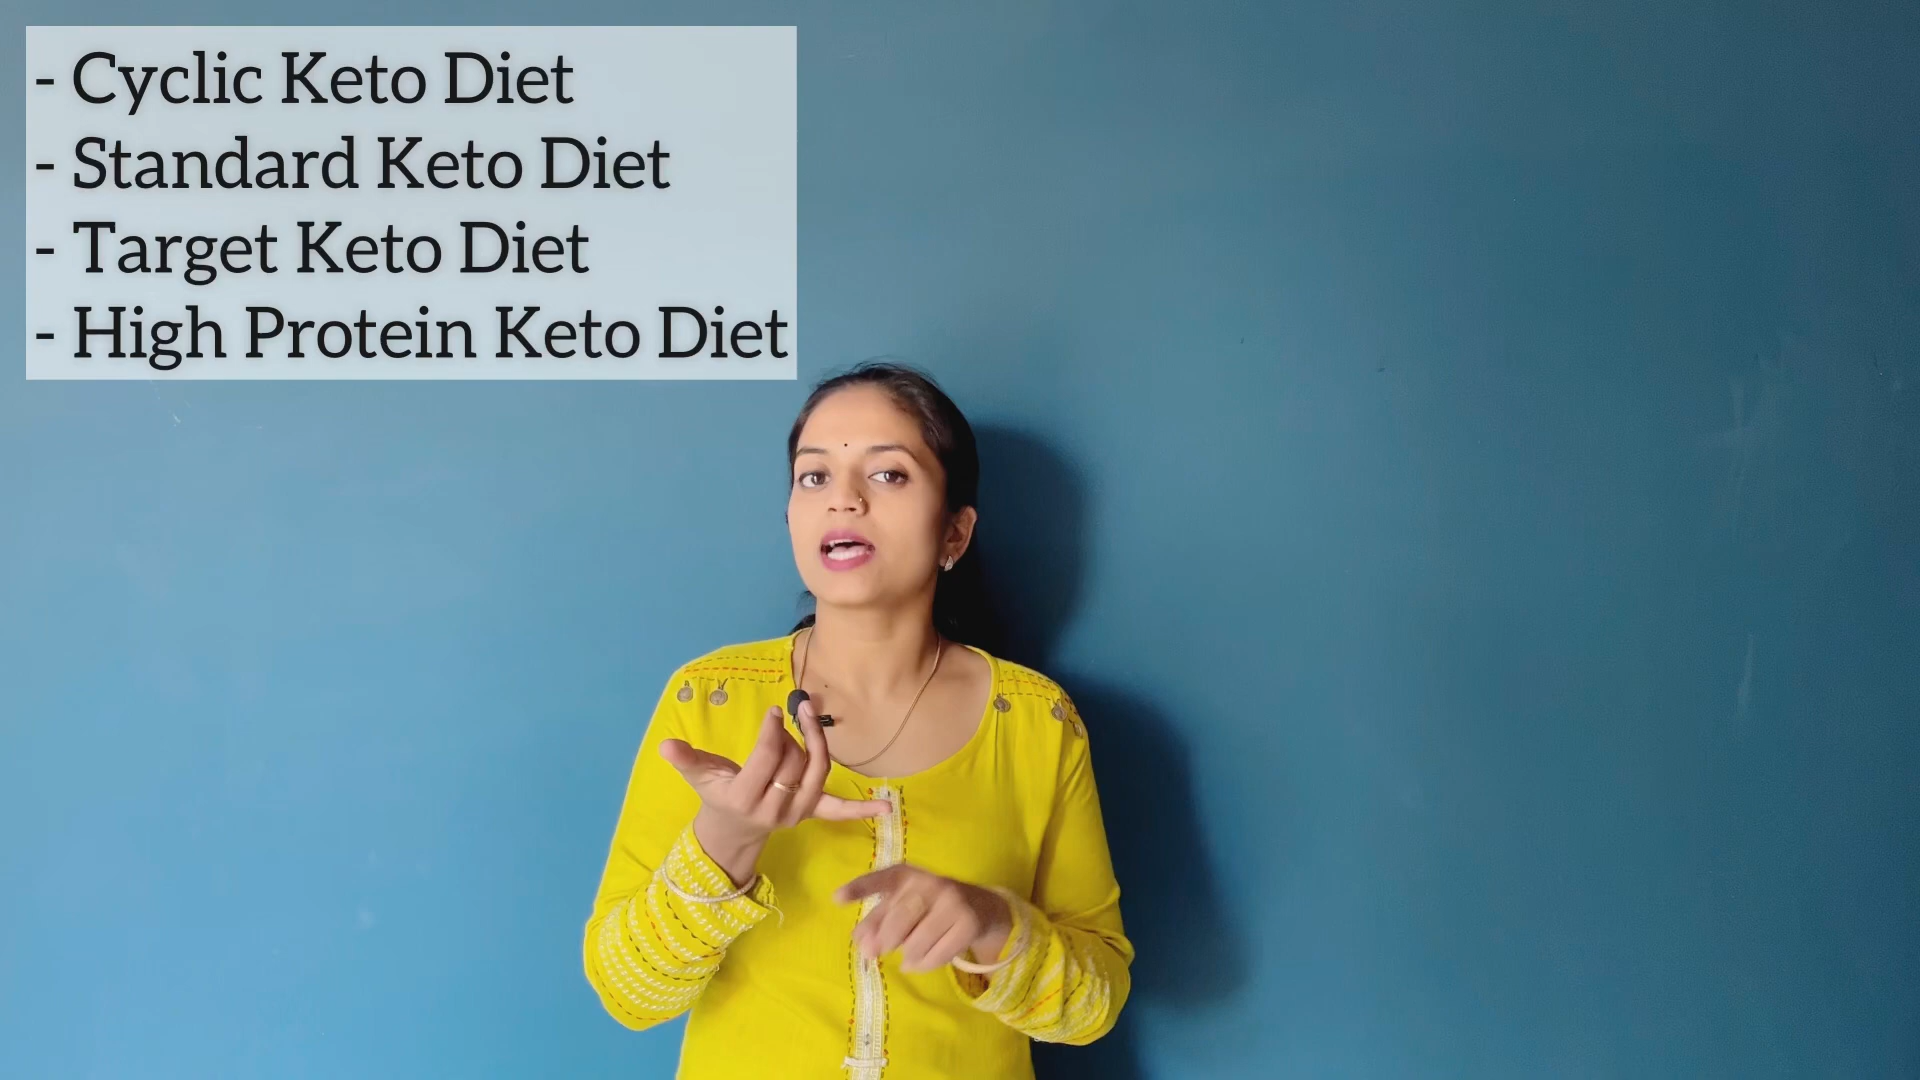 - Cyclic Keto Diet
- Standard Keto Diet
- Target Keto Diet
- High Protein Keto Diet